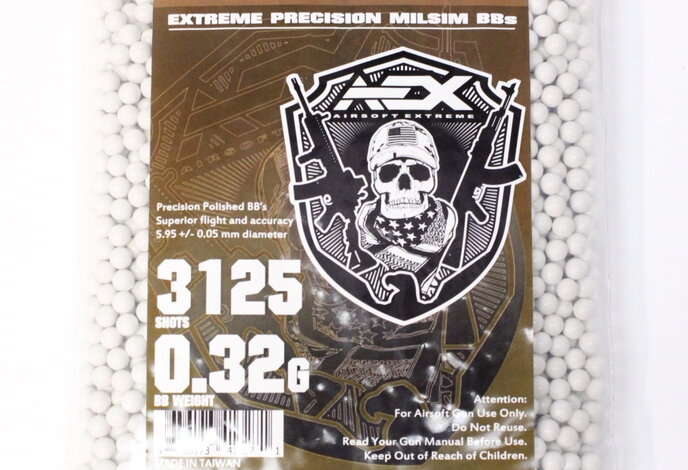 EXTREME PRECISION MILSIM BBs
AEX
AIRSOFT EXTREME
Precision Polished BB's
Superior flight and accuracy
5.95 +/- 0.05 mm diameter
3125
SHOTS
0.32G
BB WEIGHT
MADE IN TAIWAN
Attention:
For Airsoft Gun Use Only.
Do Not Reuse.
Read Your Gun Manual Before Use.
Keep Out of Reach of Children.